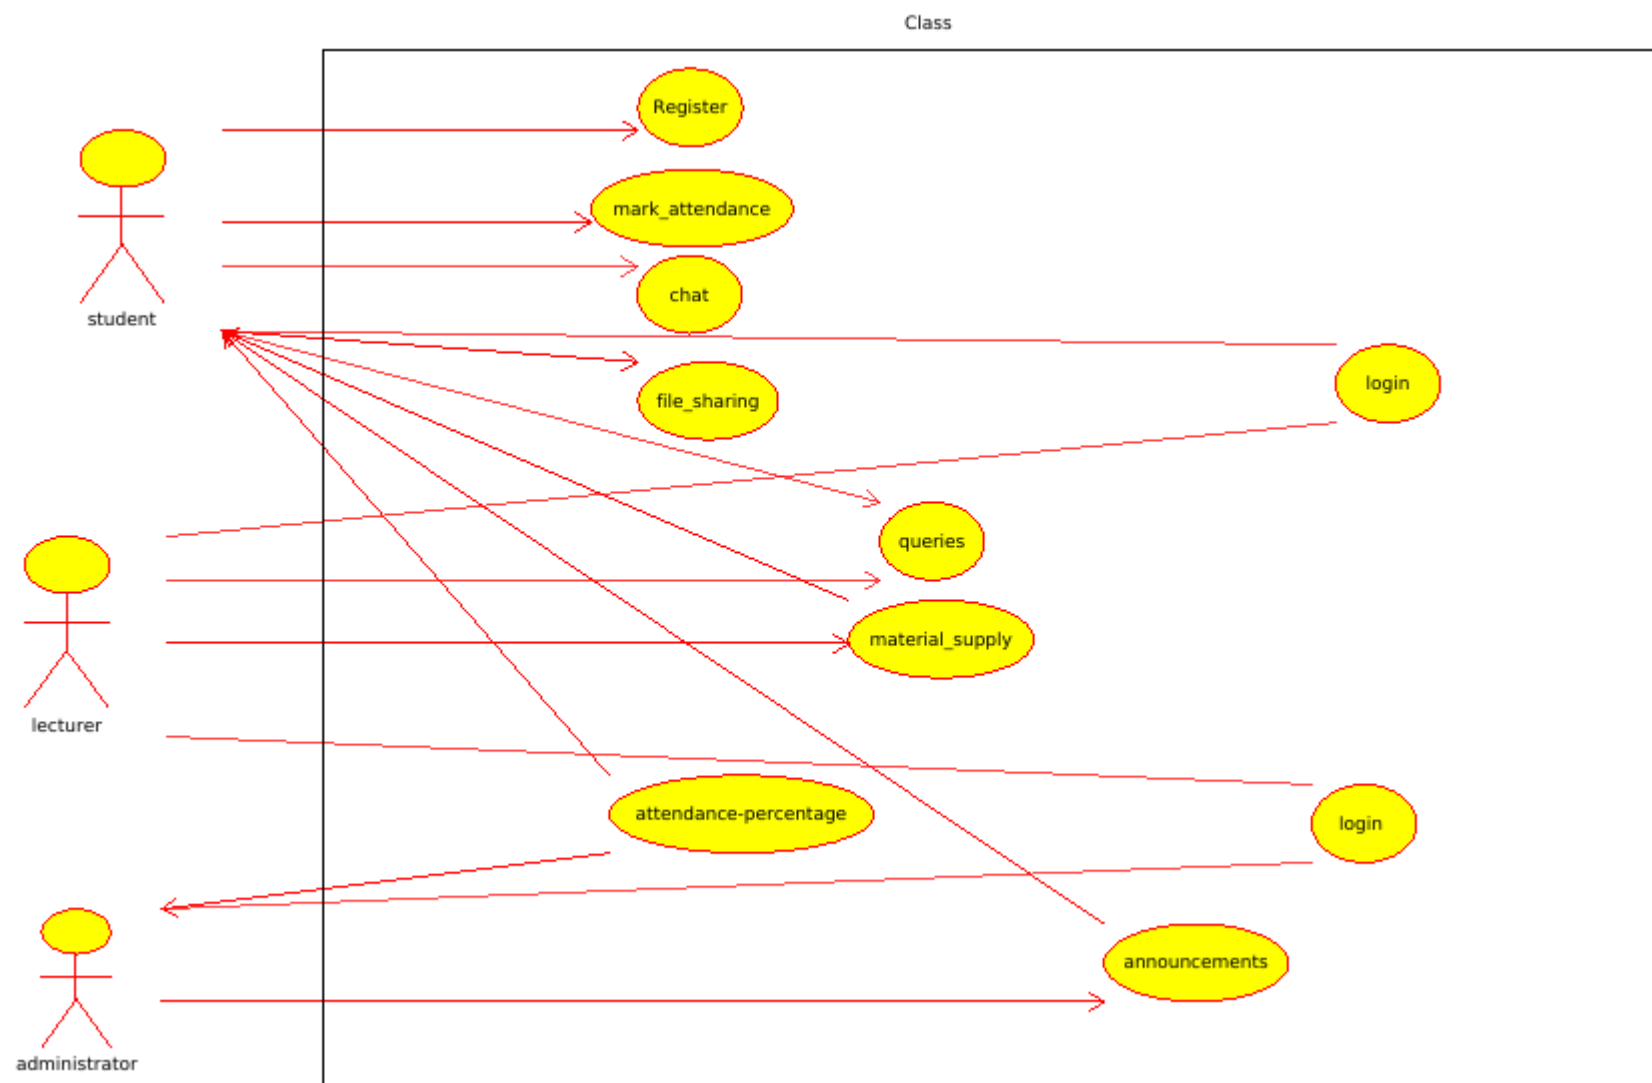 Class
Register
mark_attendance
chat
student
file_sharing
login
queries
material_supply
lecturer
attendance-percentage
login
announcements
administrator